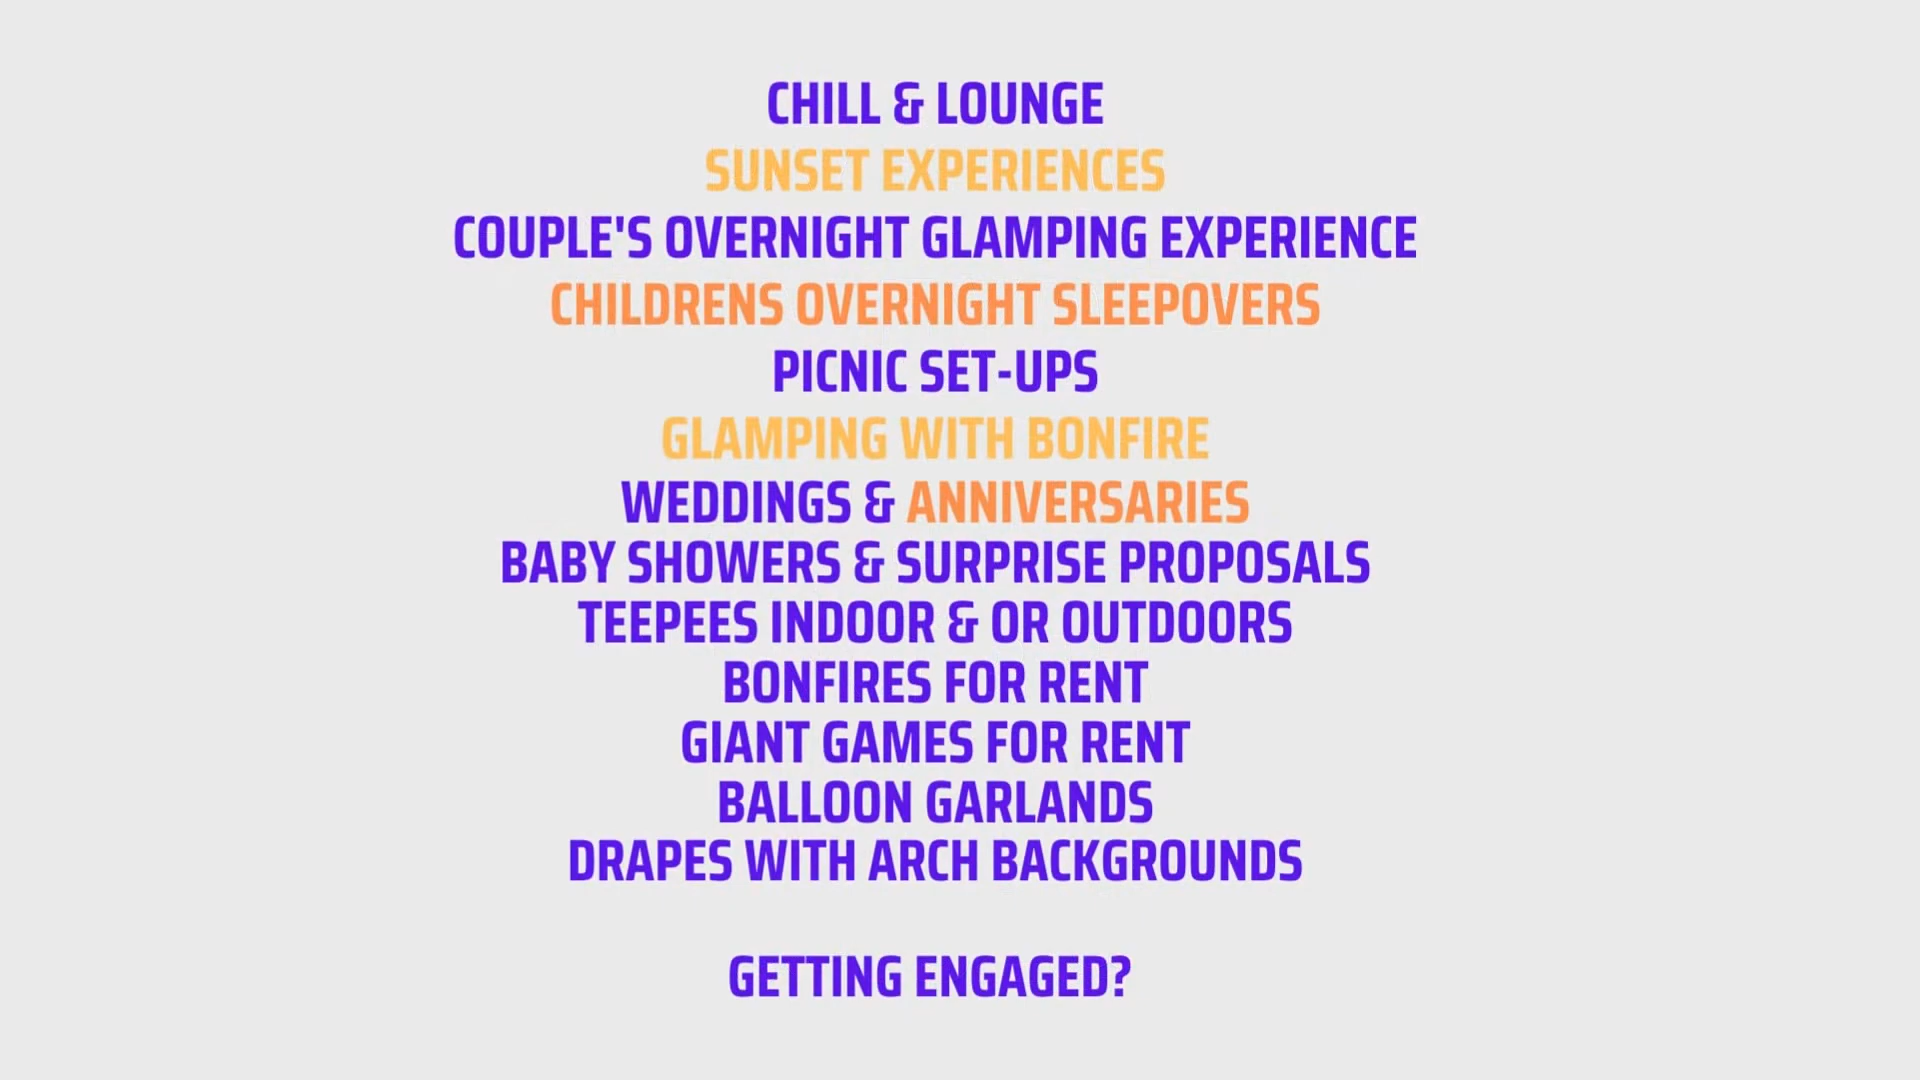 CHILL & LOUNGE
SUNSET EXPERIENCES
COUPLE'S OVERNIGHT GLAMPING EXPERIENCE
CHILDRENS OVERNIGHT SLEEPOVERS
PICNIC SET-UPS
GLAMPING WITH BONFIRE
WEDDINGS & ANNIVERSARIES
BABY SHOWERS & SURPRISE PROPOSALS
TEEPEES INDOOR & OR OUTDOORS
BONFIRES FOR RENT
GIANT GAMES FOR RENT
BALLOON GARLANDS
DRAPES WITH ARCH BACKGROUNDS
GETTING ENGAGED?